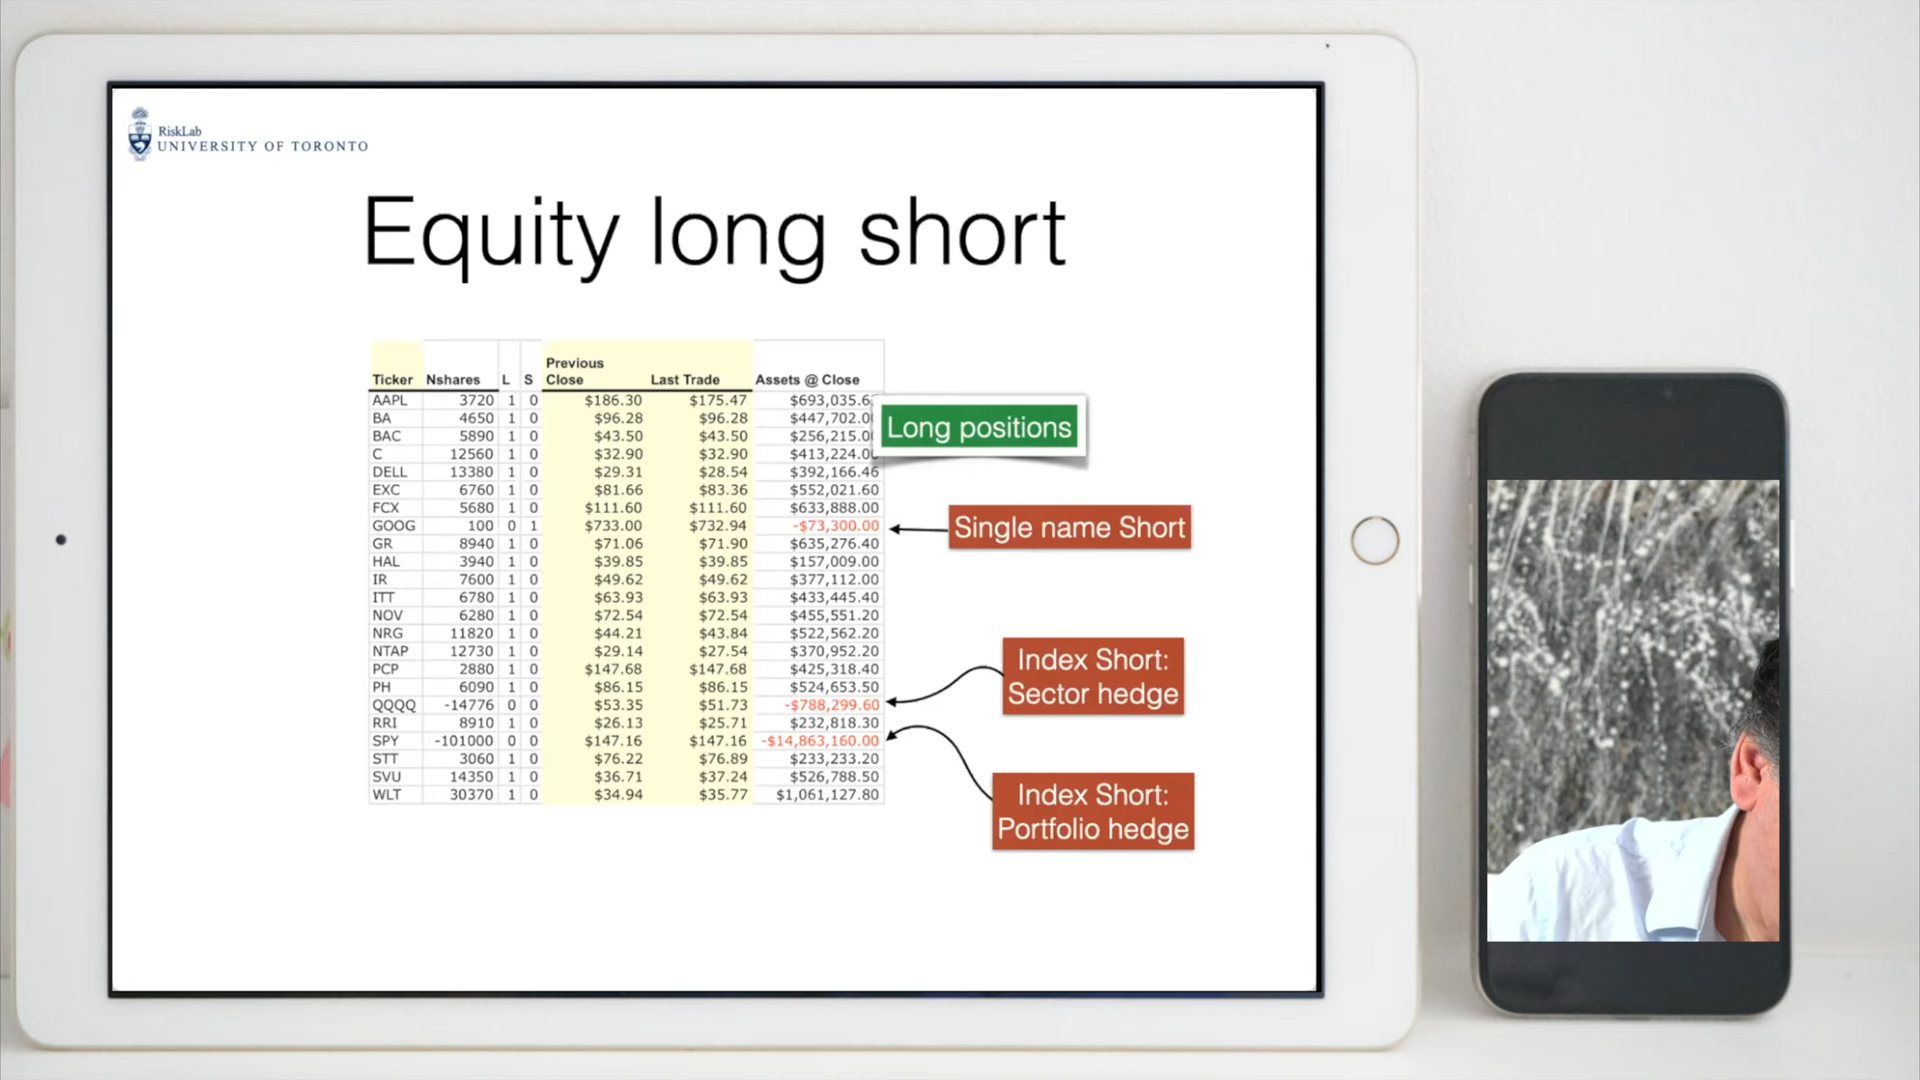 RiskLab
UNIVERSITY OF TORONTO
Equity long short
Ticker Nshares L S Previous Close Last Trade Assets @ Close
AAPL 3720 1 0 $186.30 $175.47 $693,035.6
BA 4650 1 0 $96.28 $96.28 $447,702.0
BAC 5890 1 0 $43.50 $43.50 $256,215.0
C 12560 1 0 $32.90 $32.90 $413,224.0
DELL 13380 1 0 $29.31 $28.54 $392,166.46
EXC 6760 1 0 $81.66 $83.36 $552,021.60
FCX 5680 1 0 $111.60 $111.60 $633,888.00
GOOG 100 0 1 $733.00 $732.94 -$73,300.00
GR 8940 1 0 $71.06 $71.90 $635,276.40
HAL 3940 1 0 $39.85 $39.85 $157,009.00
IR 7600 1 0 $49.62 $49.62 $377,112.00
ITT 6780 1 0 $63.93 $63.93 $433,445.40
NOV 6280 1 0 $72.54 $72.54 $455,551.20
NRG 11820 1 0 $44.21 $43.84 $522,562.20
NTAP 12730 1 0 $29.14 $27.54 $370,952.20
PCP 2880 1 0 $147.68 $147.68 $425,318.40
PH 6090 1 0 $86.15 $86.15 $524,653.50
QQQQ -14776 0 0 $53.35 $51.73 -$788,299.60
RRI 8910 1 0 $26.13 $25.71 $232,818.30
SPY -101000 0 0 $147.16 $147.16 -$14,863,160.00
STT 3060 1 0 $76.22 $76.89 $233,233.20
SVU 14350 1 0 $36.71 $37.24 $526,788.50
WLT 30370 1 0 $34.94 $35.77 $1,061,127.80
Long positions
Single name Short
Index Short:
Sector hedge
Index Short:
Portfolio hedge